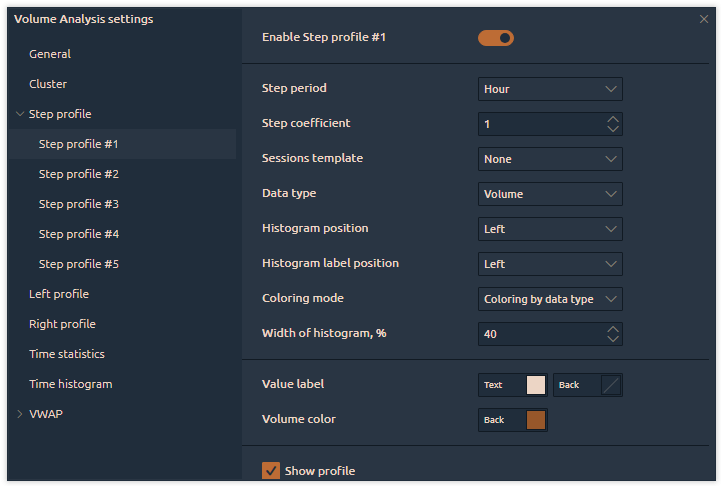 Volume Analysis settings
General
Cluster
Step profile
Step profile #1
Step profile #2
Step profile #3
Step profile #4
Step profile #5
Left profile
Right profile
Time statistics
Time histogram
VWAP
Enable Step profile #1
Step period Hour
Step coefficient 1
Sessions template None
Data type Volume
Histogram position Left
Histogram label position Left
Coloring mode Coloring by data type
Width of histogram, % 40
Value label Text Back
Volume color Back
Show profile